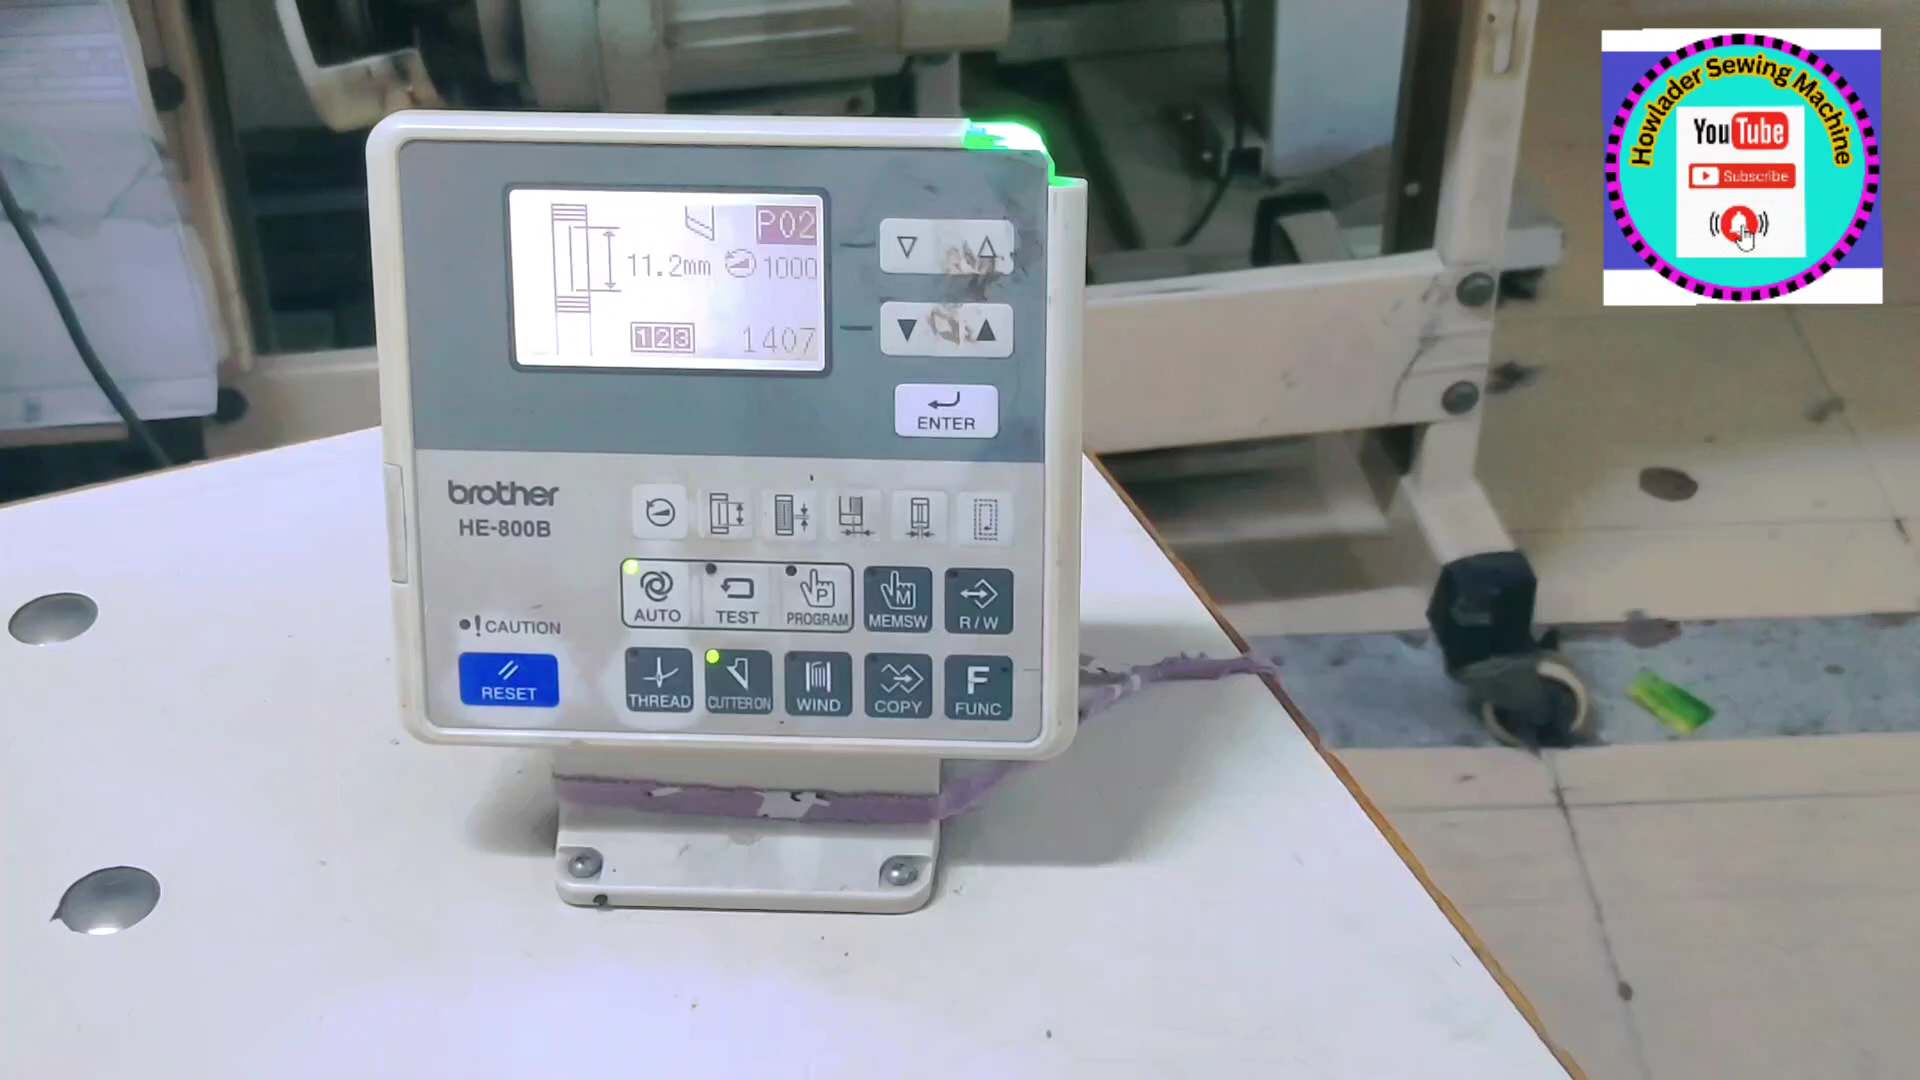 P02
11.2mm 1000
123 1407
ENTER
brother
HE-800B
AUTO TEST PROGRAM MEMSW R/W
! CAUTION
RESET THREAD CUTTER ON WIND COPY F FUNC
Howlader Sewing Machine
YouTube
Subscribe